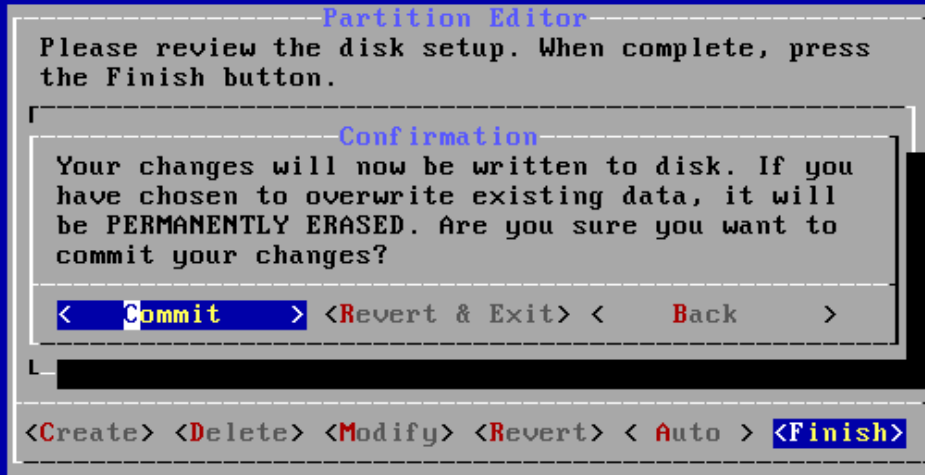 Partition Editor
Please review the disk setup. When complete, press
the Finish button.
Confirmation
Your changes will now be written to disk. If you
have chosen to overwrite existing data, it will
be PERMANENTLY ERASED. Are you sure you want to
commit your changes?
< Commit > <Revert & Exit> < Back >
<Create> <Delete> <Modify> <Revert> < Auto > <Finish>